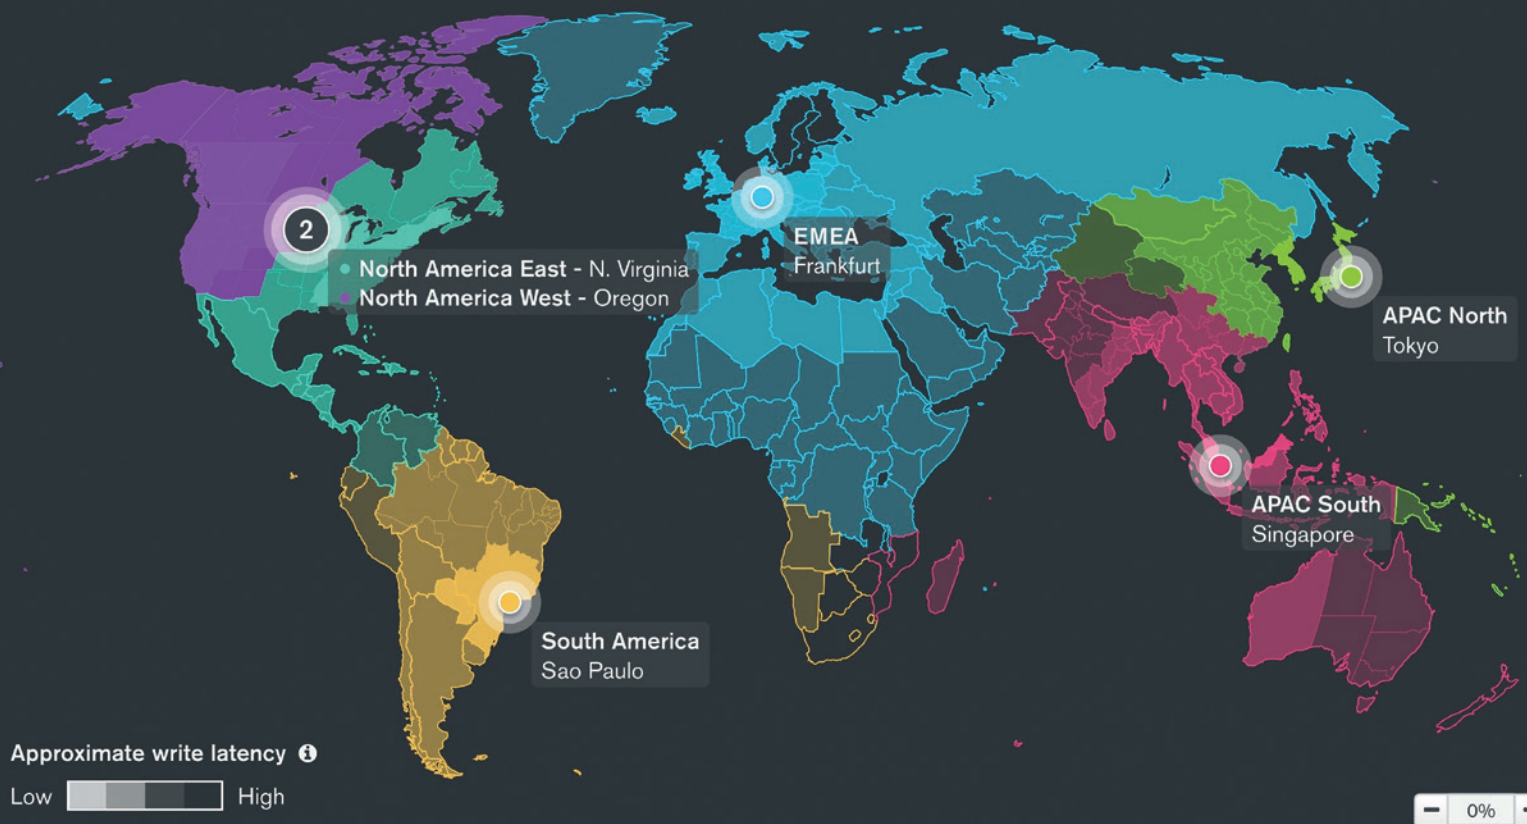 2
North America East - N. Virginia
North America West - Oregon
EMEA
Frankfurt
APAC North
Tokyo
APAC South
Singapore
South America
Sao Paulo
Approximate write latency i
Low High
− 0%